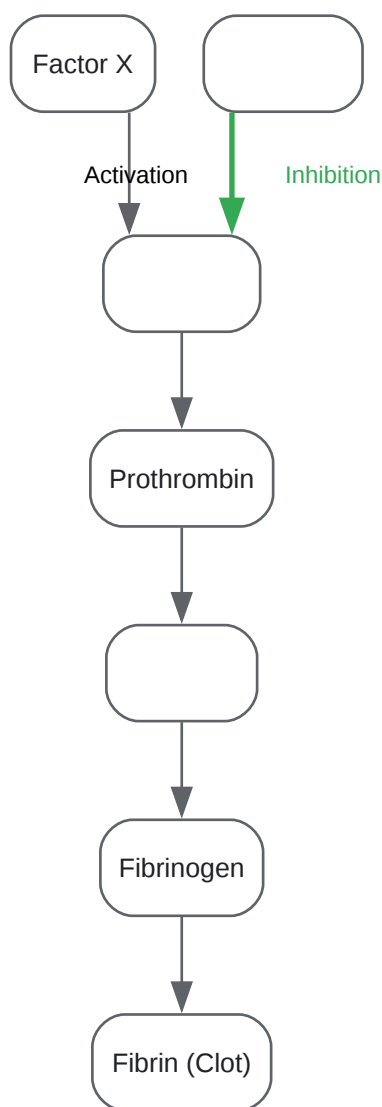 Factor X
Activation
Inhibition
Prothrombin
Fibrinogen
Fibrin (Clot)